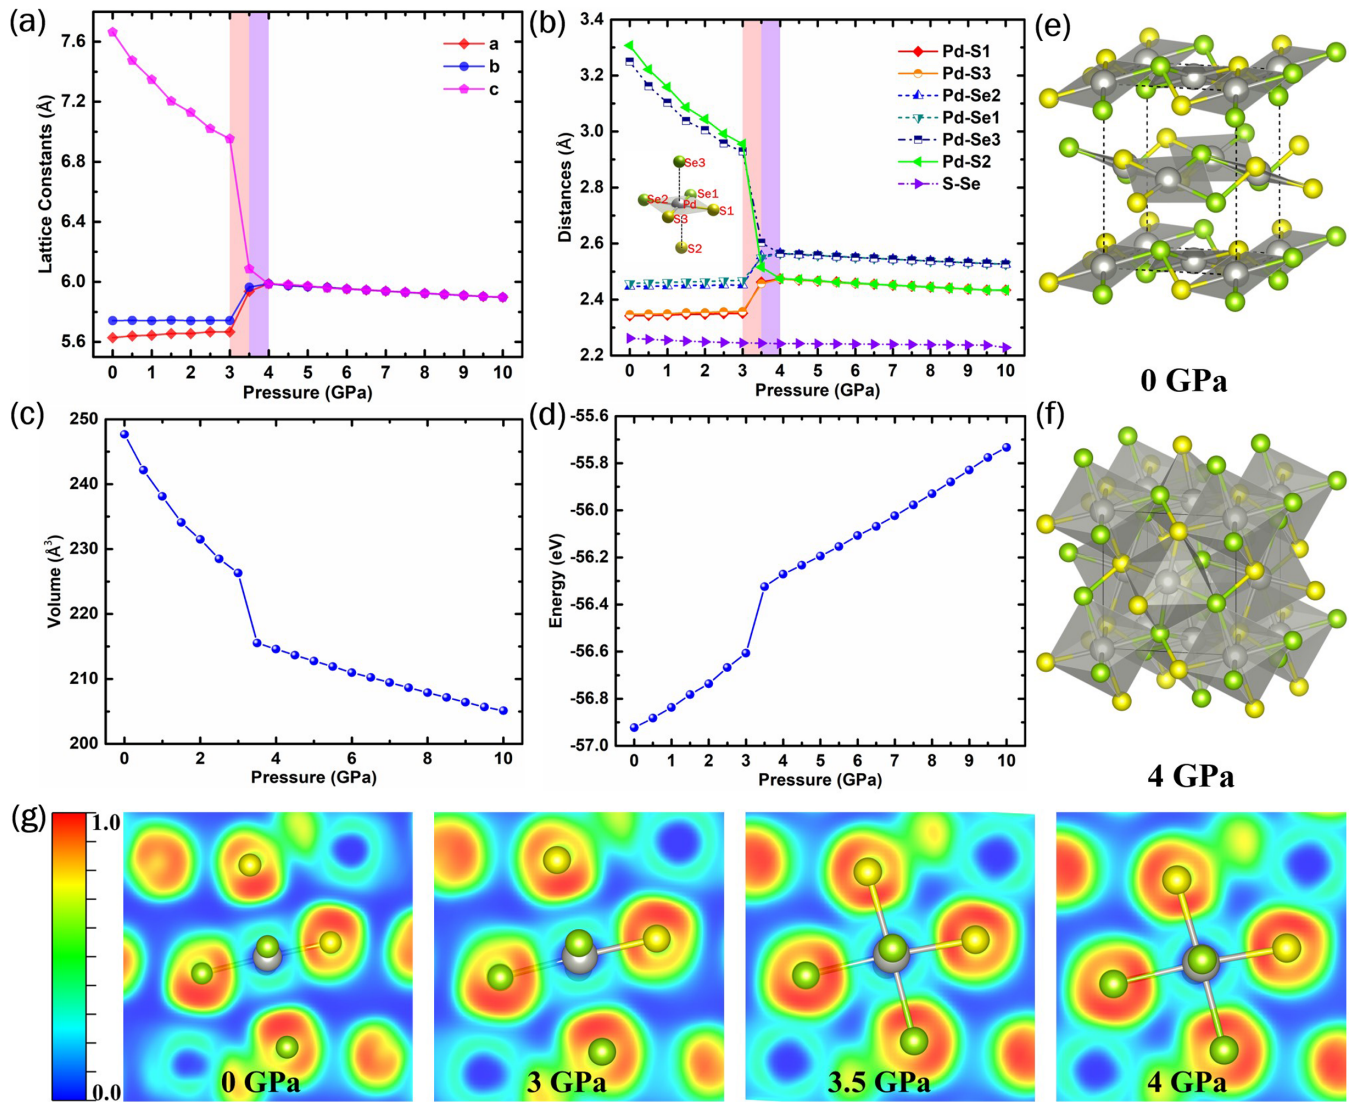 (a)
7.6
7.2
6.8
6.4
6.0
5.6
Lattice Constants (Å)
a
b
c
0 1 2 3 4 5 6 7 8 9 10
Pressure (GPa)
(b)
3.4
3.2
3.0
2.8
2.6
2.4
2.2
Distances (Å)
Pd-S1
Pd-S3
Pd-Se2
Pd-Se1
Pd-Se3
Pd-S2
S-Se
Se3
Se1
Se2
Pd
S1
S3
S2
0 1 2 3 4 5 6 7 8 9 10
Pressure (GPa)
(e)
0 GPa
(c)
250
240
230
220
210
200
Volume (Å³)
0 2 4 6 8 10
Pressure (GPa)
(d)
-55.6
-55.8
-56.0
-56.2
-56.4
-56.6
-56.8
-57.0
Energy (eV)
0 1 2 3 4 5 6 7 8 9 10
Pressure (GPa)
(f)
4 GPa
(g)
1.0
0.0
0 GPa
3 GPa
3.5 GPa
4 GPa